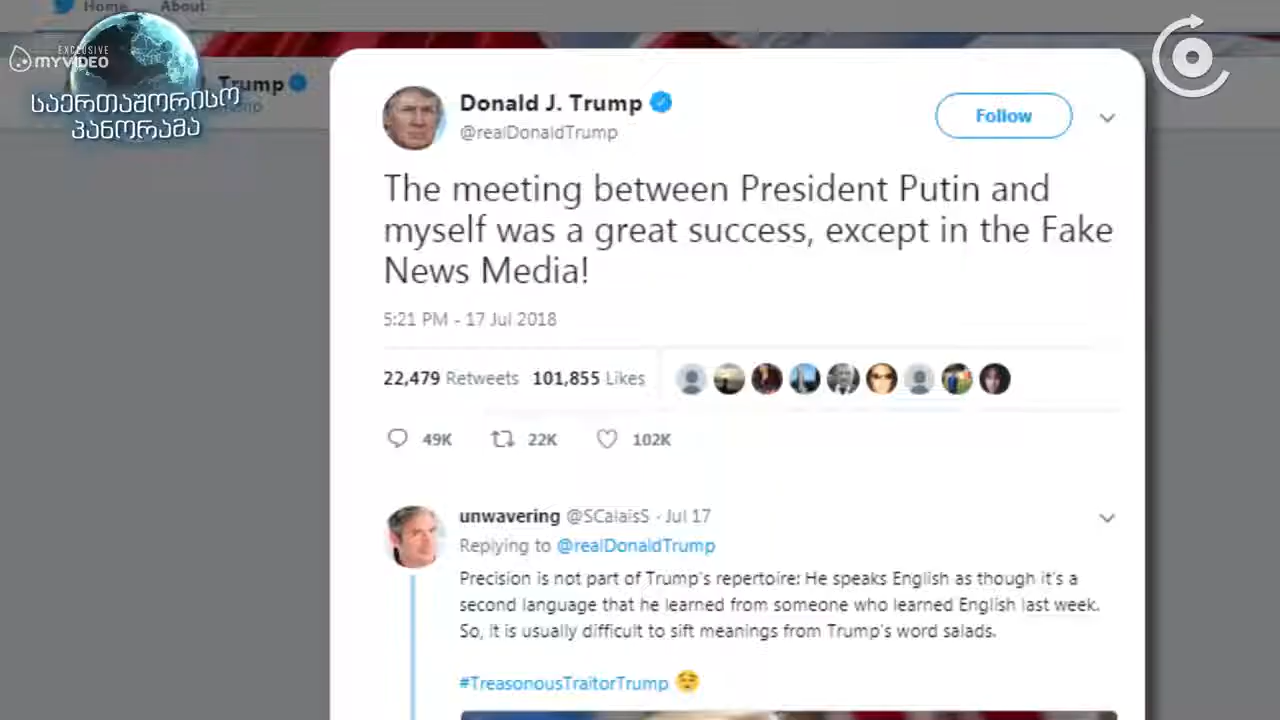 Home About
EXCLUSIVE
MYVIDEO
Trump
საერთაშორისო
პანორამა
Donald J. Trump
@realDonaldTrump
Follow
The meeting between President Putin and
myself was a great success, except in the Fake
News Media!
5:21 PM - 17 Jul 2018
22,479 Retweets 101,855 Likes
49K 22K 102K
unwavering @SCalaisS · Jul 17
Replying to @realDonaldTrump
Precision is not part of Trump's repertoire: He speaks English as though it's a
second language that he learned from someone who learned English last week.
So, it is usually difficult to sift meanings from Trump's word salads.
#TreasonousTraitorTrump